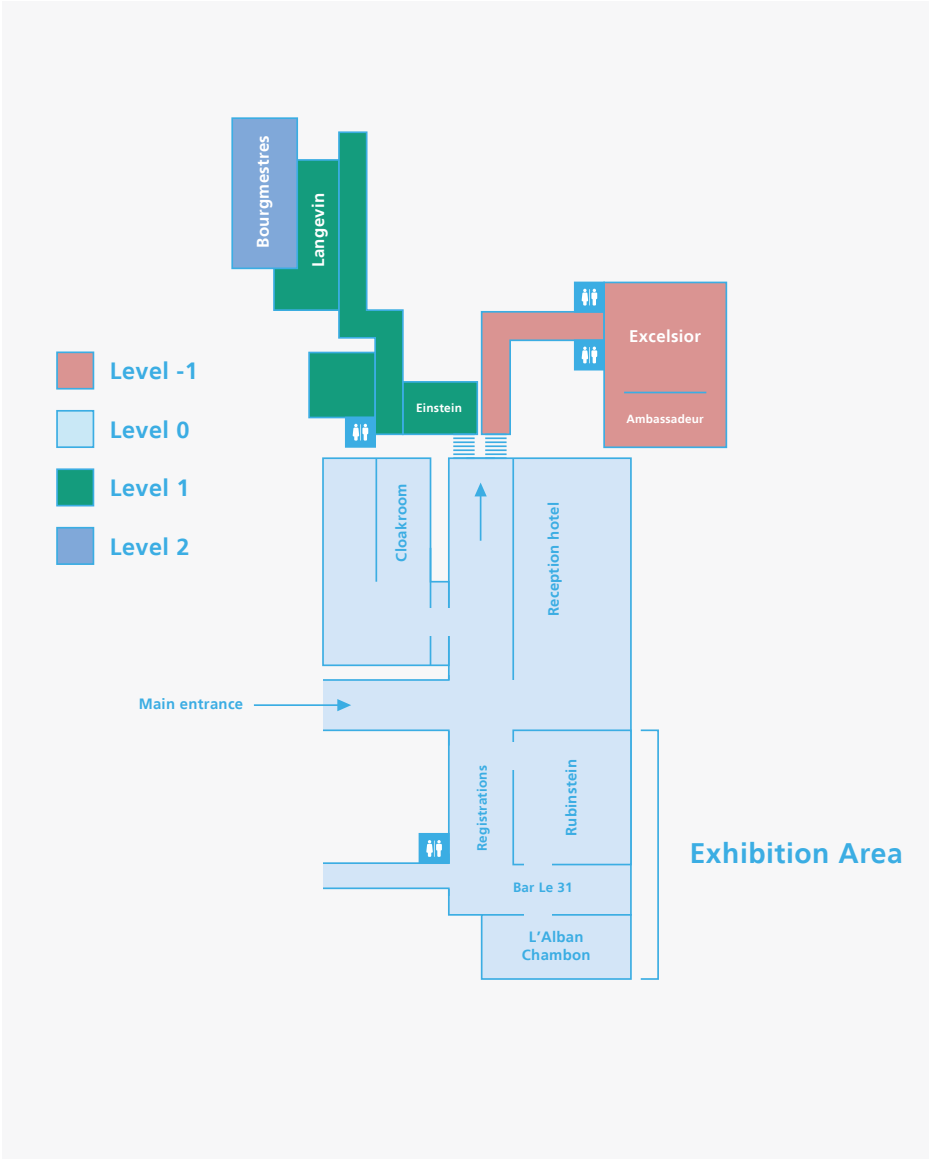 Bourgmestres
Langevin
Excelsior
Ambassadeur
Einstein
Level -1
Level 0
Level 1
Level 2
Cloakroom
Reception hotel
Main entrance
Registrations
Rubinstein
Exhibition Area
Bar Le 31
L’Alban
Chambon